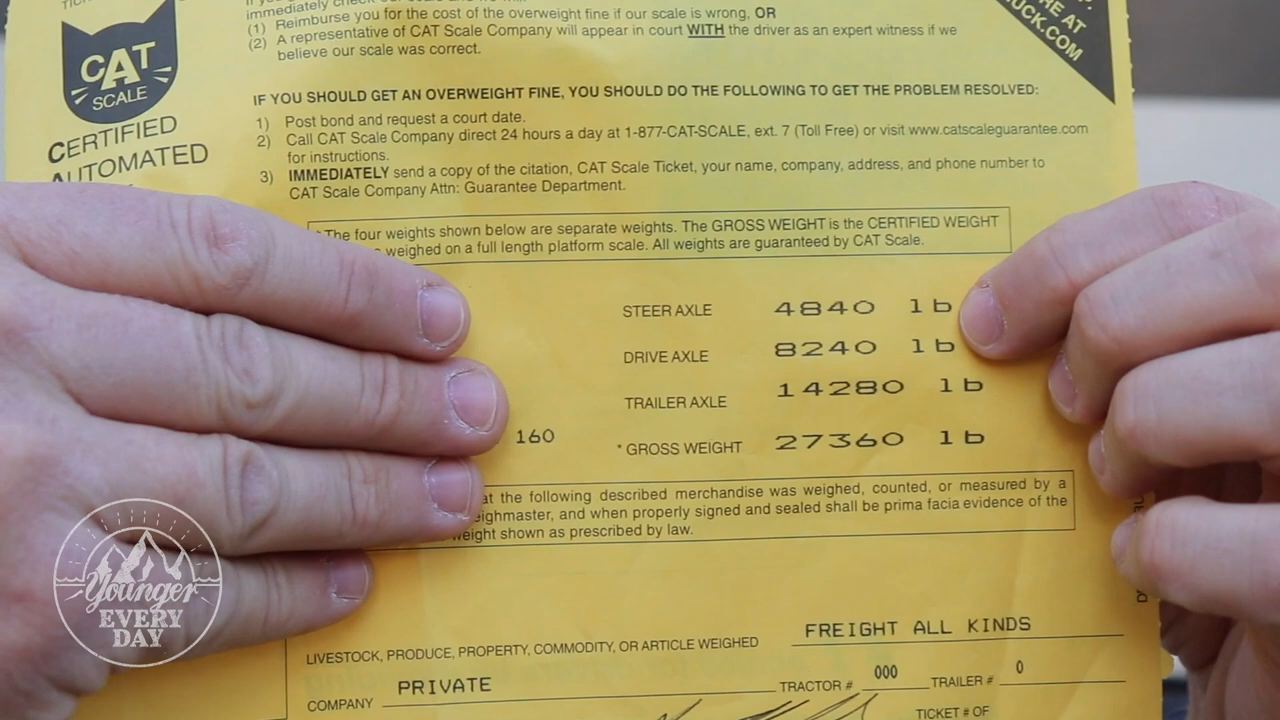 immediately check our scale and we will
(1) Reimburse you for the cost of the overweight fine if our scale is wrong, OR
(2) A representative of CAT Scale Company will appear in court WITH the driver as an expert witness if we
believe our scale was correct.
RE AT
UCK.COM
CAT
SCALE
CERTIFIED
AUTOMATED
IF YOU SHOULD GET AN OVERWEIGHT FINE, YOU SHOULD DO THE FOLLOWING TO GET THE PROBLEM RESOLVED:
1) Post bond and request a court date.
2) Call CAT Scale Company direct 24 hours a day at 1-877-CAT-SCALE, ext. 7 (Toll Free) or visit www.catscaleguarantee.com
for instructions.
3) IMMEDIATELY send a copy of the citation, CAT Scale Ticket, your name, company, address, and phone number to
CAT Scale Company Attn: Guarantee Department.
The four weights shown below are separate weights. The GROSS WEIGHT is the CERTIFIED WEIGHT
weighed on a full length platform scale. All weights are guaranteed by CAT Scale.
STEER AXLE 4840 lb
DRIVE AXLE 8240 lb
TRAILER AXLE 14280 lb
160 * GROSS WEIGHT 27360 lb
at the following described merchandise was weighed, counted, or measured by a
eighmaster, and when properly signed and sealed shall be prima facia evidence of the
weight shown as prescribed by law.
LIVESTOCK, PRODUCE, PROPERTY, COMMODITY, OR ARTICLE WEIGHED FREIGHT ALL KINDS
COMPANY PRIVATE TRACTOR # 000 TRAILER # 0
TICKET # OF
Younger
EVERY
DAY